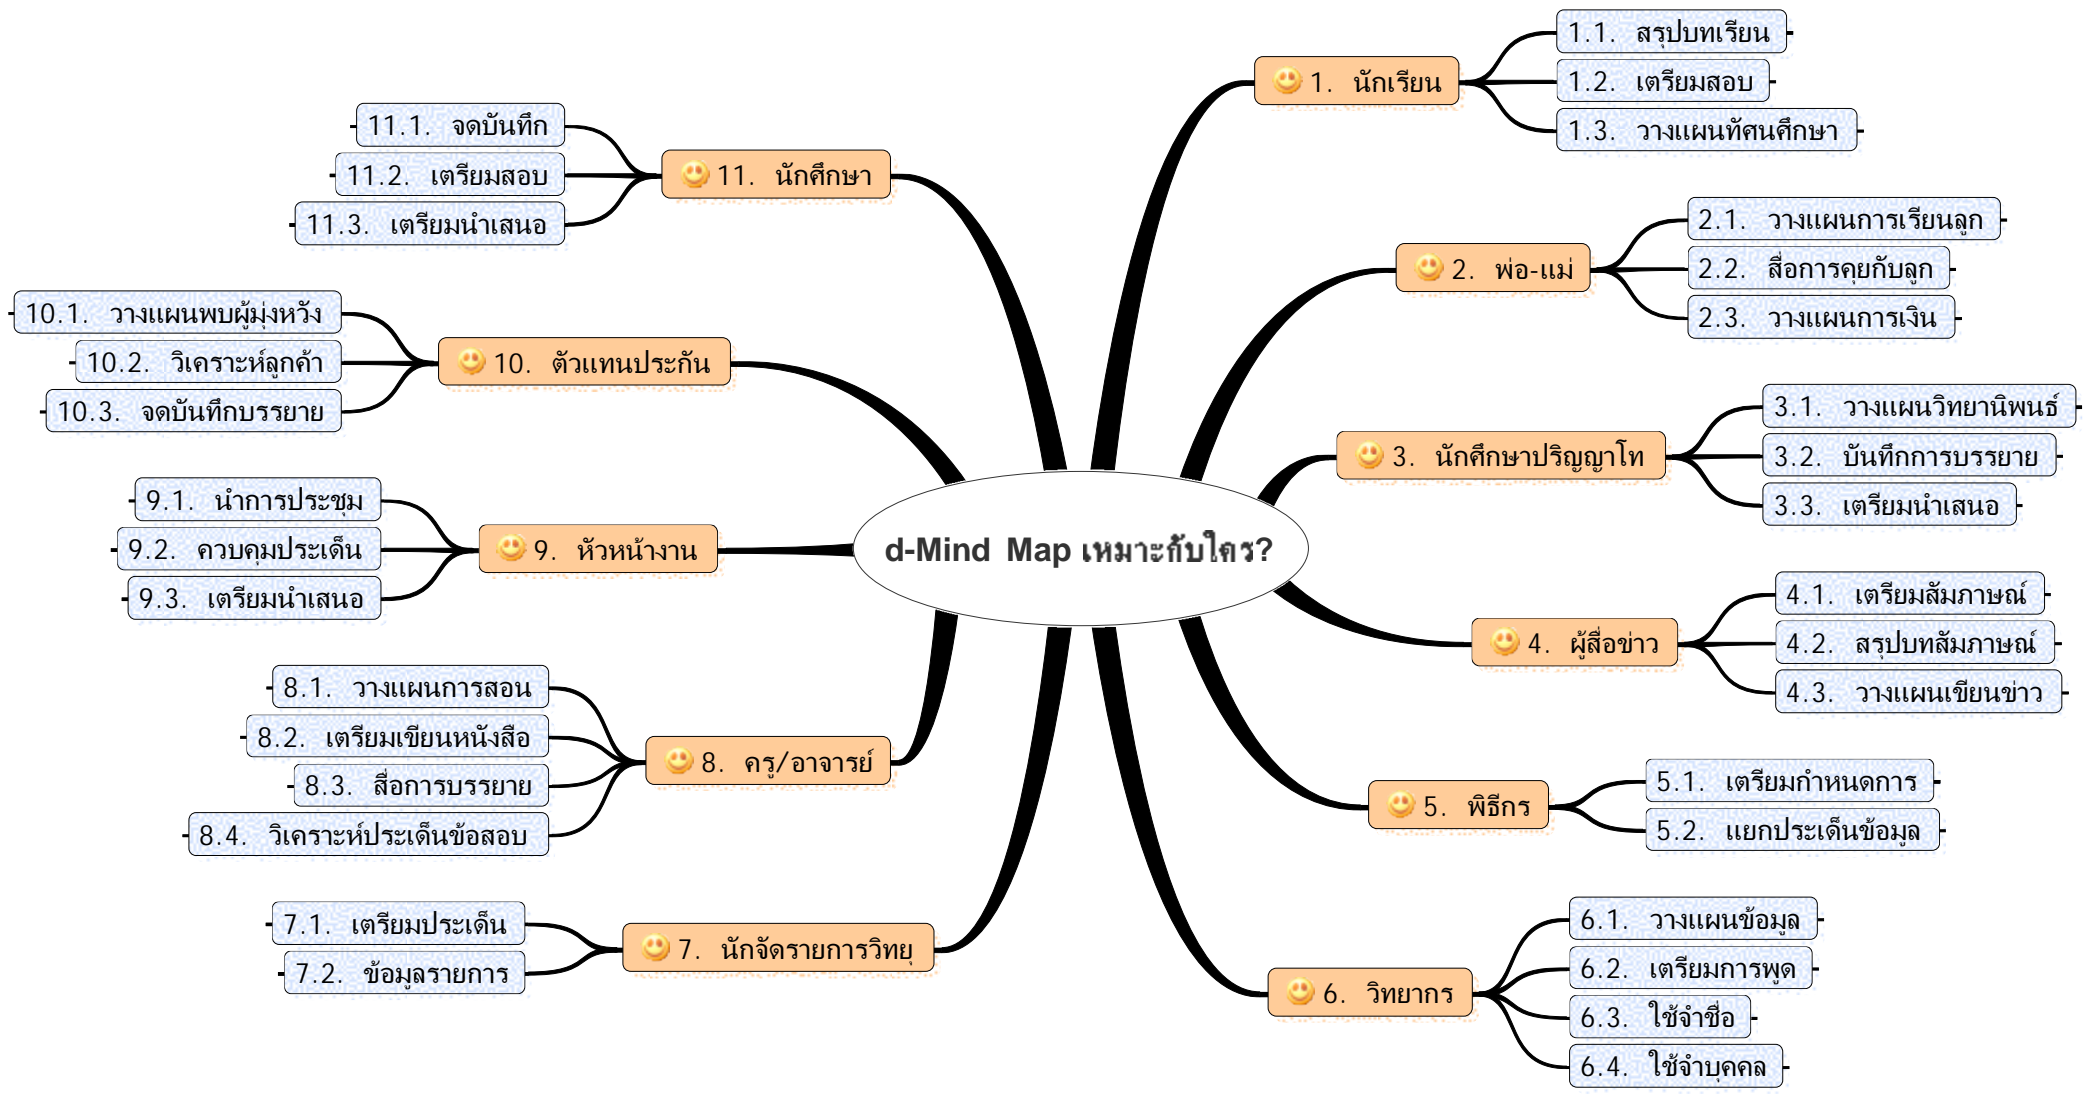 d-Mind Map เหมาะกับใคร?
1. นักเรียน
1.1. สรุปบทเรียน
1.2. เตรียมสอบ
1.3. วางแผนทัศนศึกษา
2. พ่อ-แม่
2.1. วางแผนการเรียนลูก
2.2. สื่อการคุยกับลูก
2.3. วางแผนการเงิน
3. นักศึกษาปริญญาโท
3.1. วางแผนวิทยานิพนธ์
3.2. บันทึกการบรรยาย
3.3. เตรียมนำเสนอ
4. ผู้สื่อข่าว
4.1. เตรียมสัมภาษณ์
4.2. สรุปบทสัมภาษณ์
4.3. วางแผนเขียนข่าว
5. พิธีกร
5.1. เตรียมกำหนดการ
5.2. แยกประเด็นข้อมูล
6. วิทยากร
6.1. วางแผนข้อมูล
6.2. เตรียมการพูด
6.3. ใช้จำชื่อ
6.4. ใช้จำบุคคล
7. นักจัดรายการวิทยุ
7.1. เตรียมประเด็น
7.2. ข้อมูลรายการ
8. ครู/อาจารย์
8.1. วางแผนการสอน
8.2. เตรียมเขียนหนังสือ
8.3. สื่อการบรรยาย
8.4. วิเคราะห์ประเด็นข้อสอบ
9. หัวหน้างาน
9.1. นำการประชุม
9.2. ควบคุมประเด็น
9.3. เตรียมนำเสนอ
10. ตัวแทนประกัน
10.1. วางแผนพบผู้มุ่งหวัง
10.2. วิเคราะห์ลูกค้า
10.3. จดบันทึกบรรยาย
11. นักศึกษา
11.1. จดบันทึก
11.2. เตรียมสอบ
11.3. เตรียมนำเสนอ